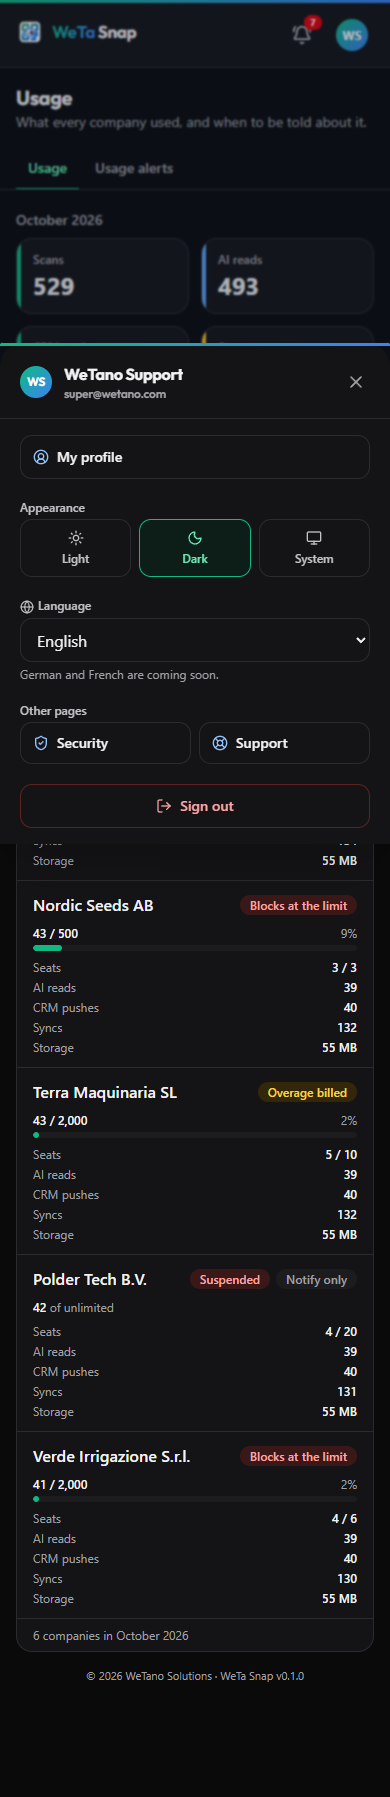 WeTa Snap
7
WS
Usage
What every company used, and when to be told about it.
Usage
Usage alerts
October 2026
Scans
AI reads
529
493
WS
WeTano Support
super@wetano.com
My profile
Appearance
Light
Dark
System
Language
English
German and French are coming soon.
Other pages
Security
Support
Sign out
Storage 55 MB
Nordic Seeds AB Blocks at the limit
43 / 500 9%
Seats 3 / 3
AI reads 39
CRM pushes 40
Syncs 132
Storage 55 MB
Terra Maquinaria SL Overage billed
43 / 2,000 2%
Seats 5 / 10
AI reads 39
CRM pushes 40
Syncs 132
Storage 55 MB
Polder Tech B.V. Suspended Notify only
42 of unlimited
Seats 4 / 20
AI reads 39
CRM pushes 40
Syncs 131
Storage 55 MB
Verde Irrigazione S.r.l. Blocks at the limit
41 / 2,000 2%
Seats 4 / 6
AI reads 39
CRM pushes 40
Syncs 130
Storage 55 MB
6 companies in October 2026
© 2026 WeTano Solutions · WeTa Snap v0.1.0